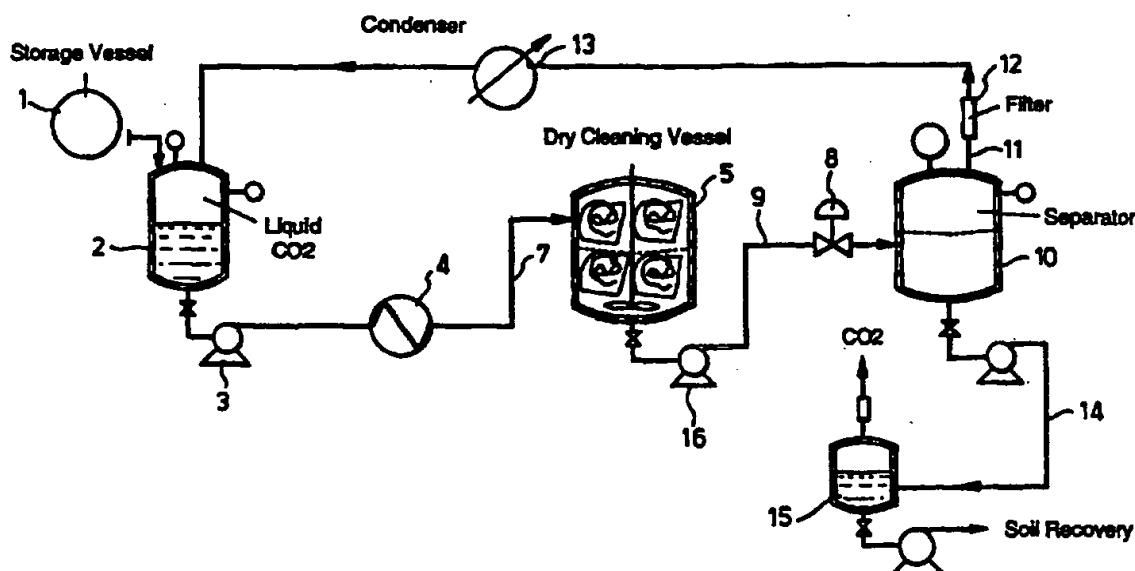 Condenser
13
Storage Vessel
1
12
Filter
11
Dry Cleaning Vessel
5
8
9
Liquid
CO2
2
Separator
10
4
7
3
16
CO2
14
15
Soil Recovery